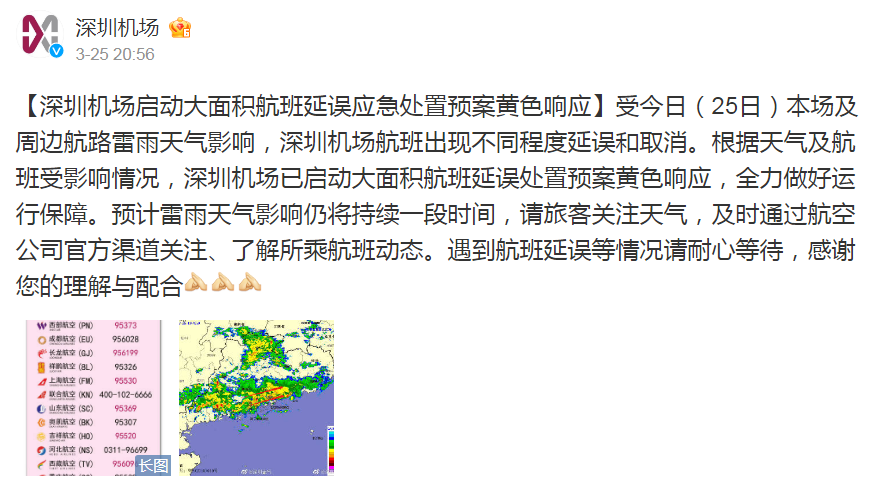 深圳机场
3-25 20:56
【深圳机场启动大面积航班延误应急处置预案黄色响应】受今日（25日）本场及
周边航路雷雨天气影响，深圳机场航班出现不同程度延误和取消。根据天气及航
班受影响情况，深圳机场已启动大面积航班延误处置预案黄色响应，全力做好运
行保障。预计雷雨天气影响仍将持续一段时间，请旅客关注天气，及时通过航空
公司官方渠道关注、了解所乘航班动态。遇到航班延误等情况请耐心等待，感谢
您的理解与配合
西部航空 (PN) 95373
成都航空 (EU) 956028
长龙航空 (GJ) 956199
祥鹏航空 (8L) 95326
上海航空 (FM) 95530
联合航空 (KN) 400-102-6666
山东航空 (SC) 95369
奥凯航空 (BK) 95307
吉祥航空 (HO) 95520
河北航空 (NS) 0311-96699
西藏航空 (TV) 95609
长图